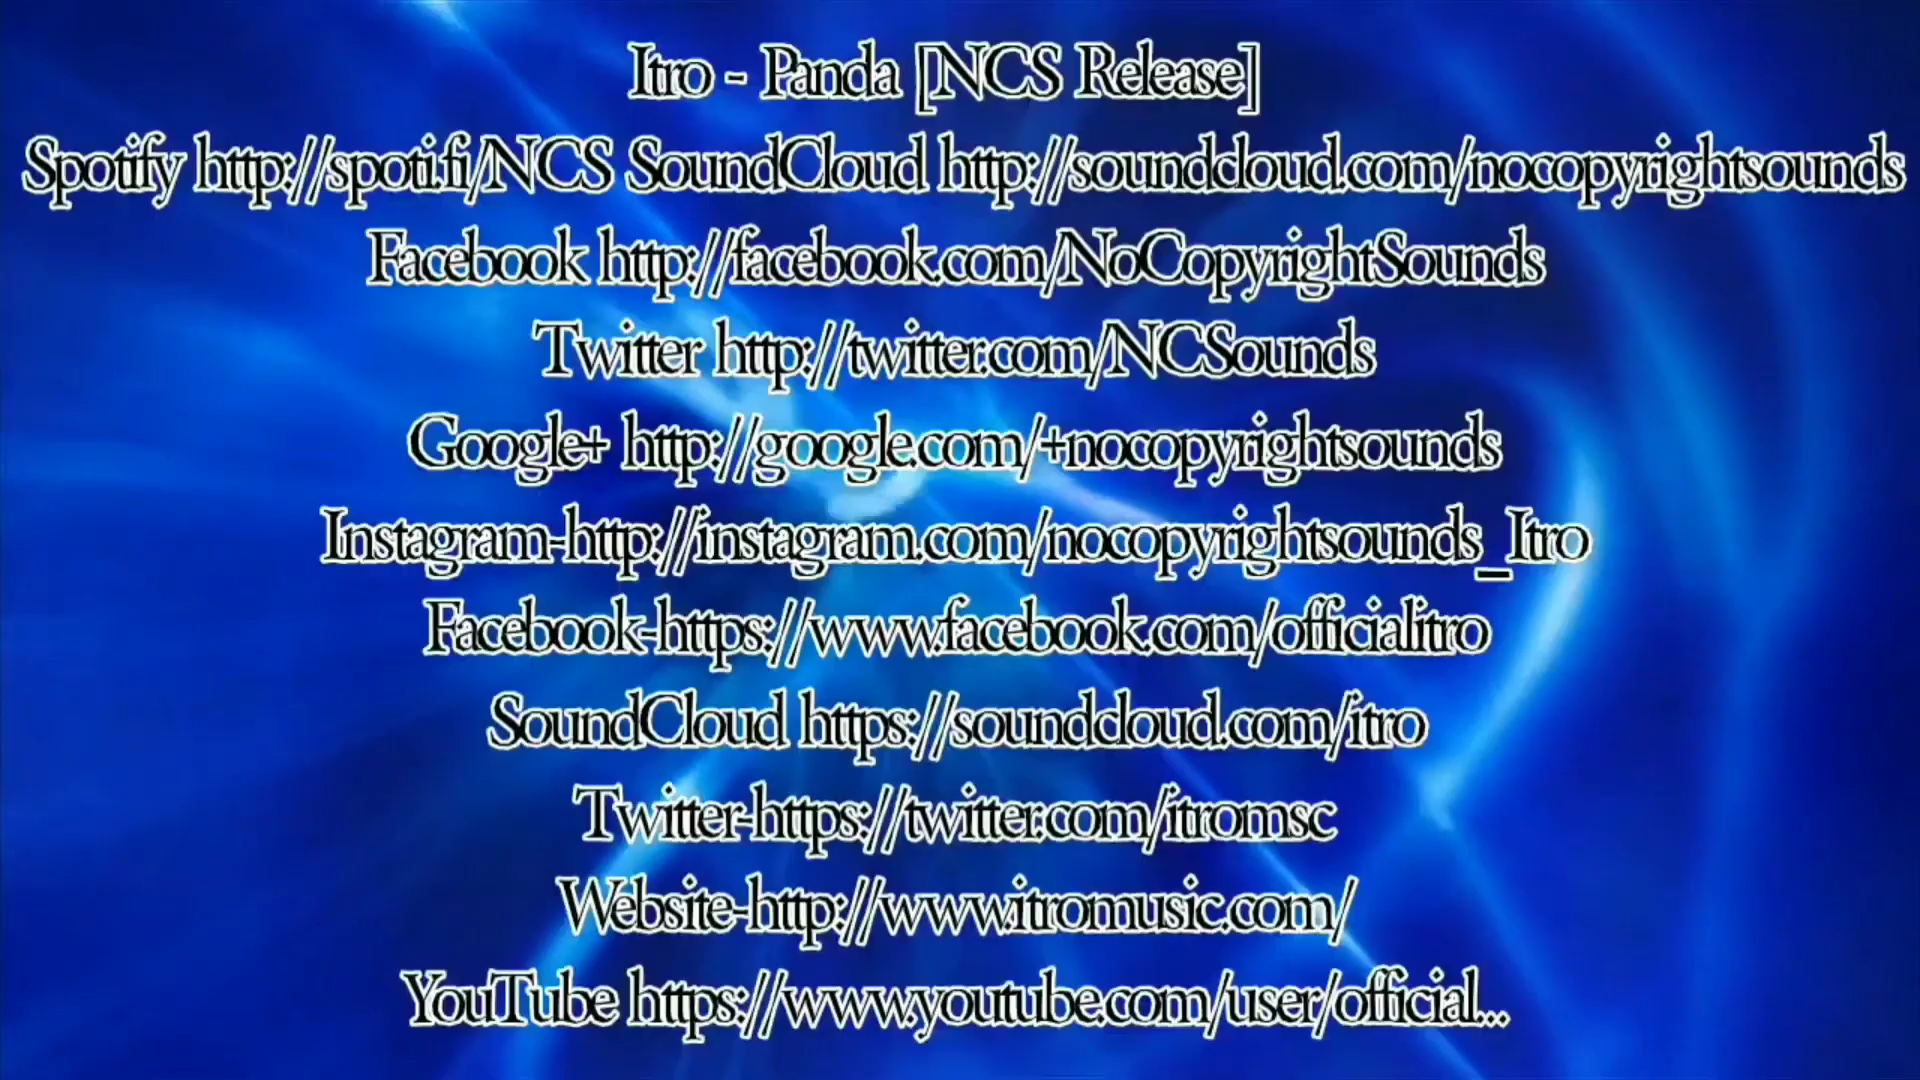 Itro - Panda [NCS Release]
Spotify http://spoti.fi/NCS SoundCloud http://soundcloud.com/nocopyrightsounds
Facebook http://facebook.com/NoCopyrightSounds
Twitter http://twitter.com/NCSounds
Google+ http://google.com/+nocopyrightsounds
Instagram-http://instagram.com/nocopyrightsounds_Itro
Facebook-https://www.facebook.com/officialitro
SoundCloud https://soundcloud.com/itro
Twitter-https://twitter.com/itromsc
Website-http://www.itromusic.com/
YouTube https://www.youtube.com/user/official...